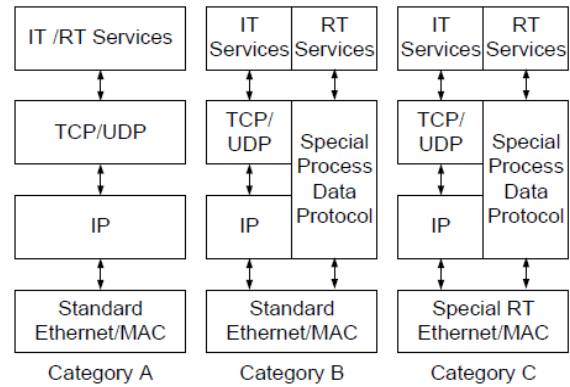 IT /RT Services
TCP/UDP
IP
Standard
Ethernet/MAC
Category A
IT
Services
RT
Services
TCP/
UDP
Special
Process
Data
Protocol
IP
Standard
Ethernet/MAC
Category B
IT
Services
RT
Services
TCP/
UDP
Special
Process
Data
Protocol
IP
Special RT
Ethernet/MAC
Category C